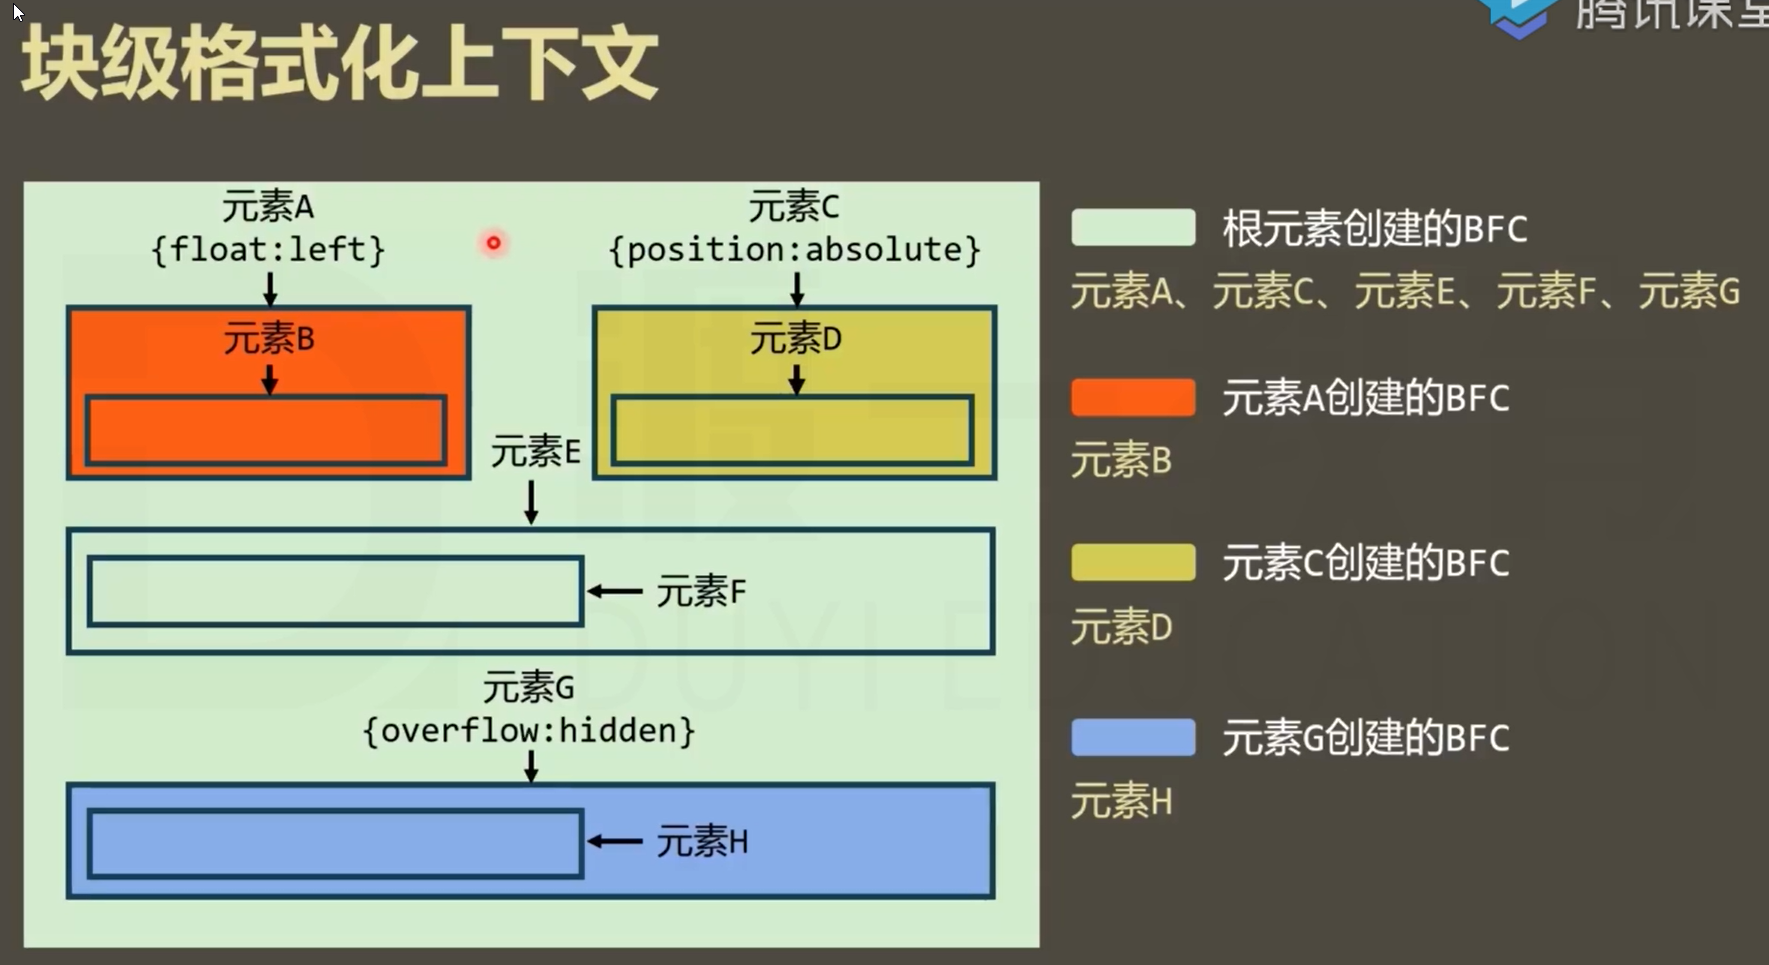 腾讯课堂
块级格式化上下文
元素A
{float:left}
元素C
{position:absolute}
元素B
元素D
元素E
元素F
元素G
{overflow:hidden}
元素H
根元素创建的BFC
元素A、元素C、元素E、元素F、元素G
元素A创建的BFC
元素B
元素C创建的BFC
元素D
元素G创建的BFC
元素H
DUYI EDUCATION